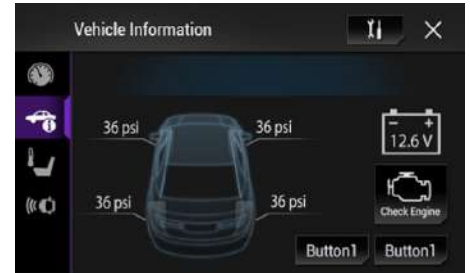 Vehicle Information
36 psi
36 psi
- +
12.6 V
36 psi
36 psi
Check Engine
Button1
Button1